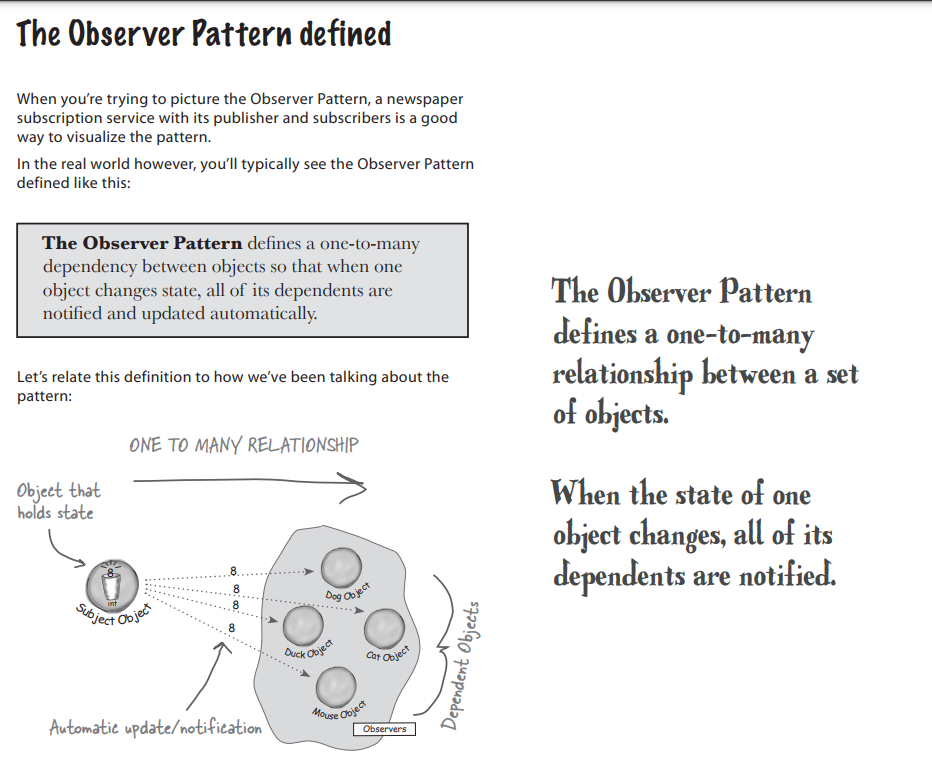 The Observer Pattern defined
When you're trying to picture the Observer Pattern, a newspaper
subscription service with its publisher and subscribers is a good
way to visualize the pattern.
In the real world however, you'll typically see the Observer Pattern
defined like this:
The Observer Pattern defines a one-to-many
dependency between objects so that when one
object changes state, all of its dependents are
notified and updated automatically.
Let's relate this definition to how we've been talking about the
pattern:
ONE TO MANY RELATIONSHIP
Object that
holds state
8
int
Subject Object
8
8
8
8
Dog Object
Duck Object
Cat Object
Mouse Object
Observers
Automatic update/notification
Dependent Objects
The Observer Pattern
defines a one-to-many
relationship between a set
of objects.
When the state of one
object changes, all of its
dependents are notified.